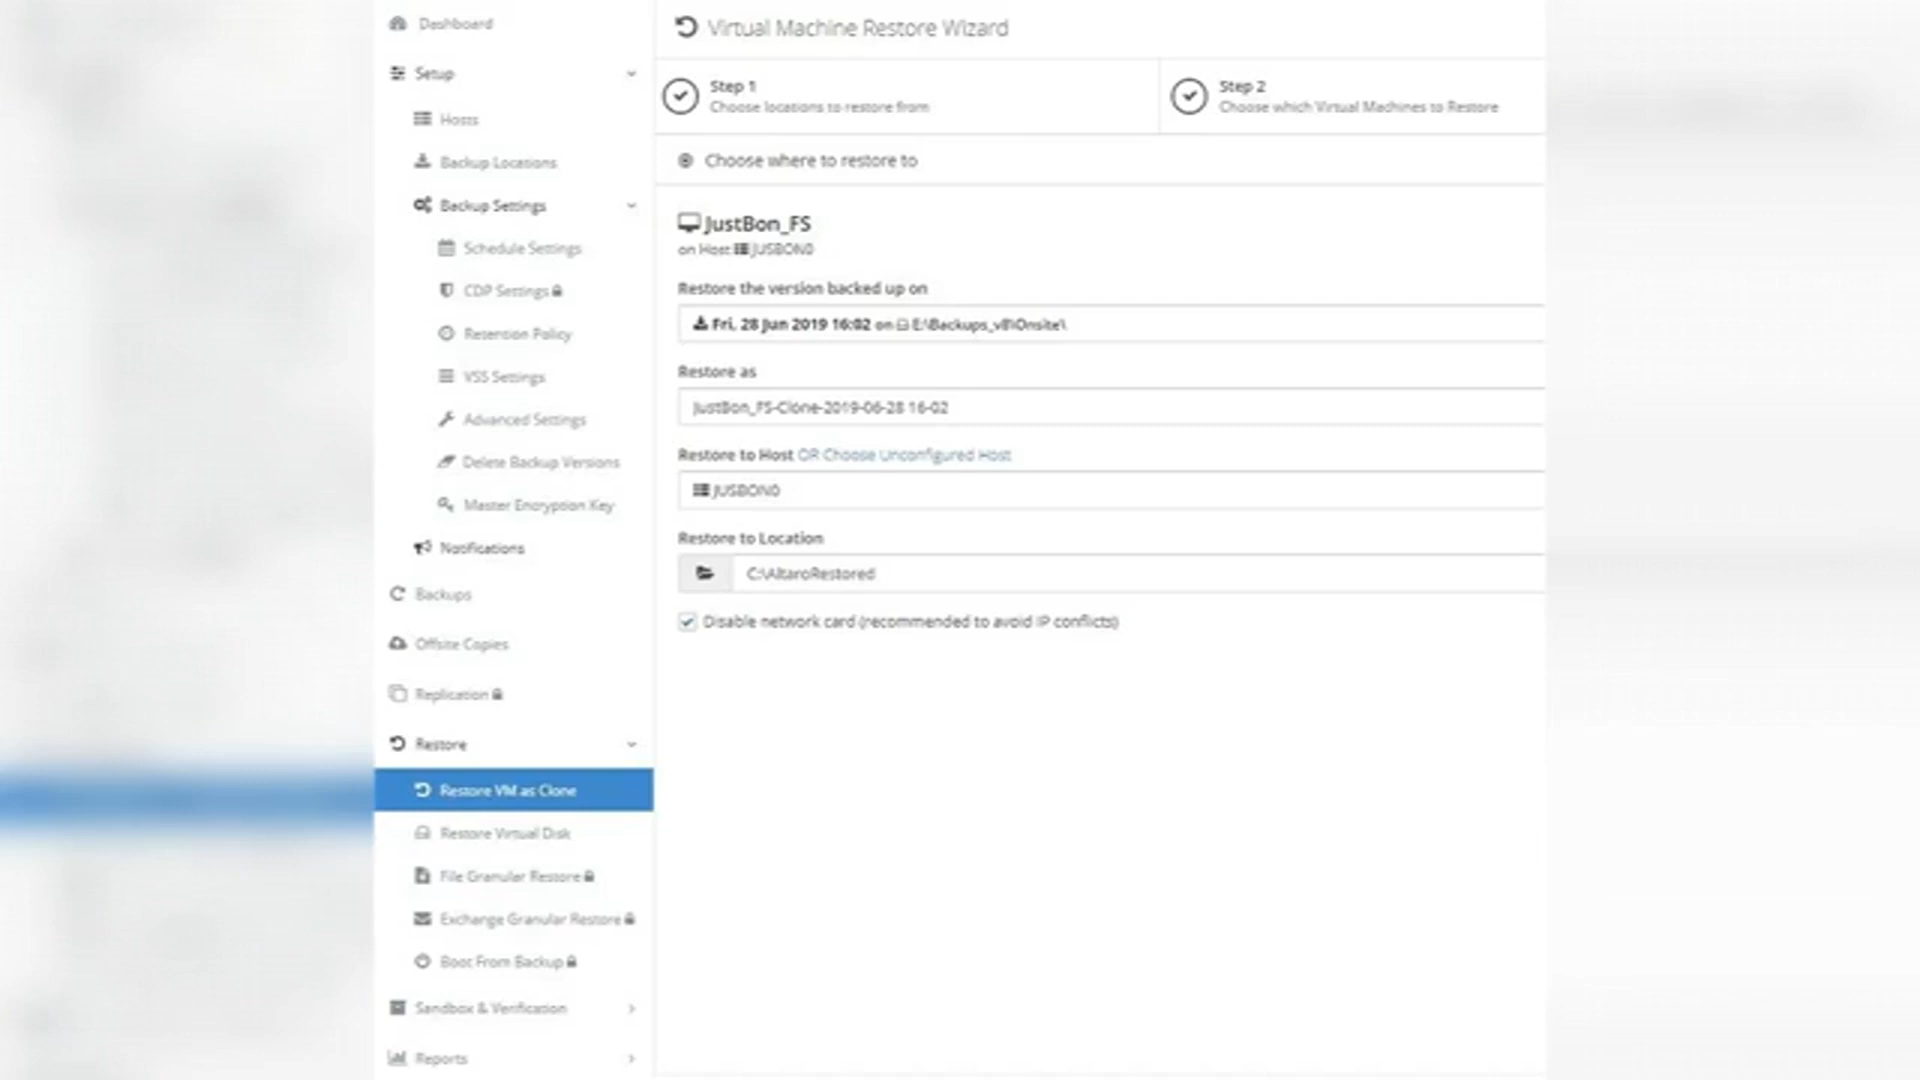 Dashboard
Setup
Hosts
Backup Locations
Backup Settings
Schedule Settings
CDP Settings
Retention Policy
VSS Settings
Advanced Settings
Delete Backup Versions
Master Encryption Key
Notifications
Backups
Offsite Copies
Replication
Restore
Restore VM as Clone
Restore Virtual Disk
File Granular Restore
Exchange Granular Restore
Boot From Backup
Sandbox & Verification
Reports
Virtual Machine Restore Wizard
Step 1
Choose locations to restore from
Step 2
Choose which Virtual Machines to Restore
Choose where to restore to
JustBon_FS
on Host JUSBON0
Restore the version backed up on
Fri, 28 Jun 2019 16:02 on E:\Backups_v8\Onsite\
Restore as
JustBon_FS-Clone-2019-06-28 16-02
Restore to Host OR Choose Unconfigured Host
JUSBON0
Restore to Location
C:\AltaroRestored
Disable network card (recommended to avoid IP conflicts)